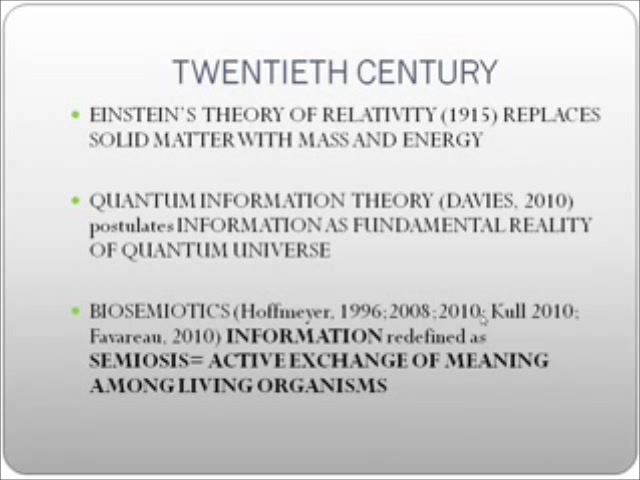 TWENTIETH CENTURY
EINSTEIN'S THEORY OF RELATIVITY (1915) REPLACES
SOLID MATTER WITH MASS AND ENERGY
QUANTUM INFORMATION THEORY (DAVIES, 2010)
postulates INFORMATION AS FUNDAMENTAL REALITY
OF QUANTUM UNIVERSE
BIOSEMIOTICS (Hoffmeyer, 1996;2008;2010; Kull 2010;
Favareau, 2010) INFORMATION redefined as
SEMIOSIS= ACTIVE EXCHANGE OF MEANING
AMONG LIVING ORGANISMS